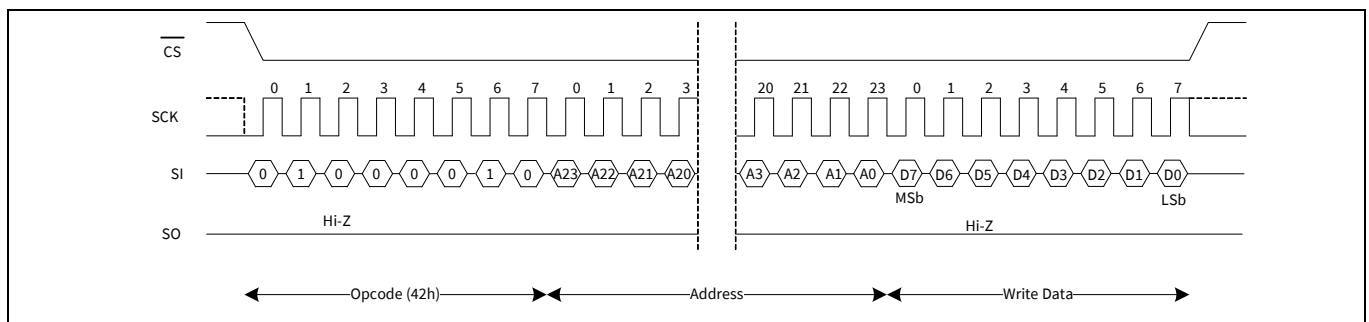 CS
0 1 2 3 4 5 6 7 0 1 2 3 20 21 22 23 0 1 2 3 4 5 6 7
SCK
SI 0 1 0 0 0 0 1 0 A23 A22 A21 A20 A3 A2 A1 A0 D7 D6 D5 D4 D3 D2 D1 D0
MSb LSb
Hi-Z Hi-Z
SO
Opcode (42h) Address Write Data